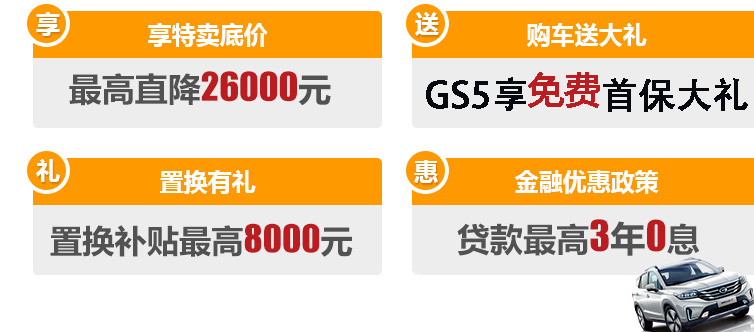 享
享特卖底价
最高直降26000元
送
购车送大礼
GS5享免费首保大礼
礼
置换有礼
置换补贴最高8000元
惠
金融优惠政策
贷款最高3年0息